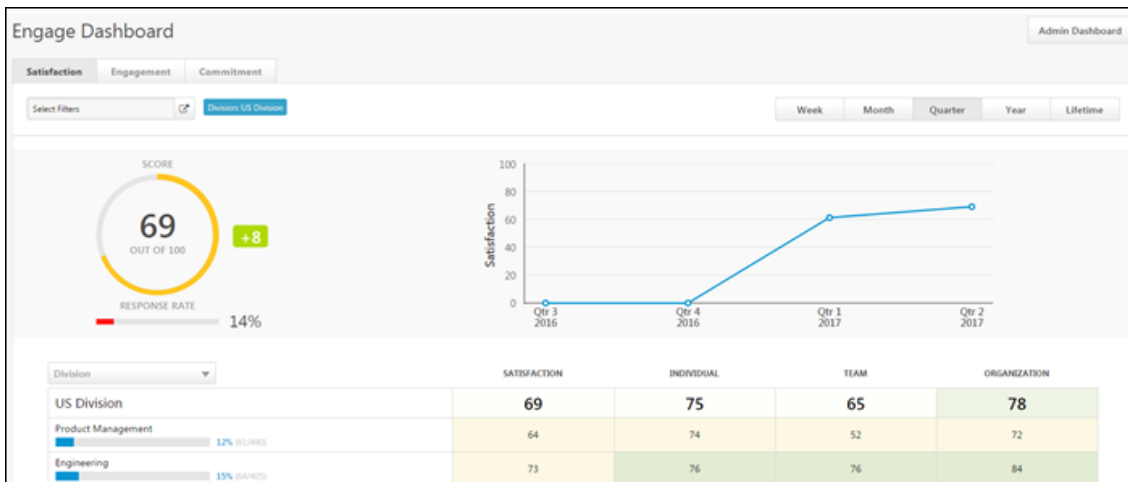 Engage Dashboard
Admin Dashboard
Satisfaction Engagement Commitment
Select Filters Division: US Division Week Month Quarter Year Lifetime
SCORE
69
OUT OF 100
+8
RESPONSE RATE
14%
Satisfaction
100
80
60
40
20
0
Qtr 3 2016
Qtr 4 2016
Qtr 1 2017
Qtr 2 2017
Division SATISFACTION INDIVIDUAL TEAM ORGANIZATION
US Division 69 75 65 78
Product Management 64 74 52 72
12% (61/490)
Engineering 73 76 76 84
15% (64/405)